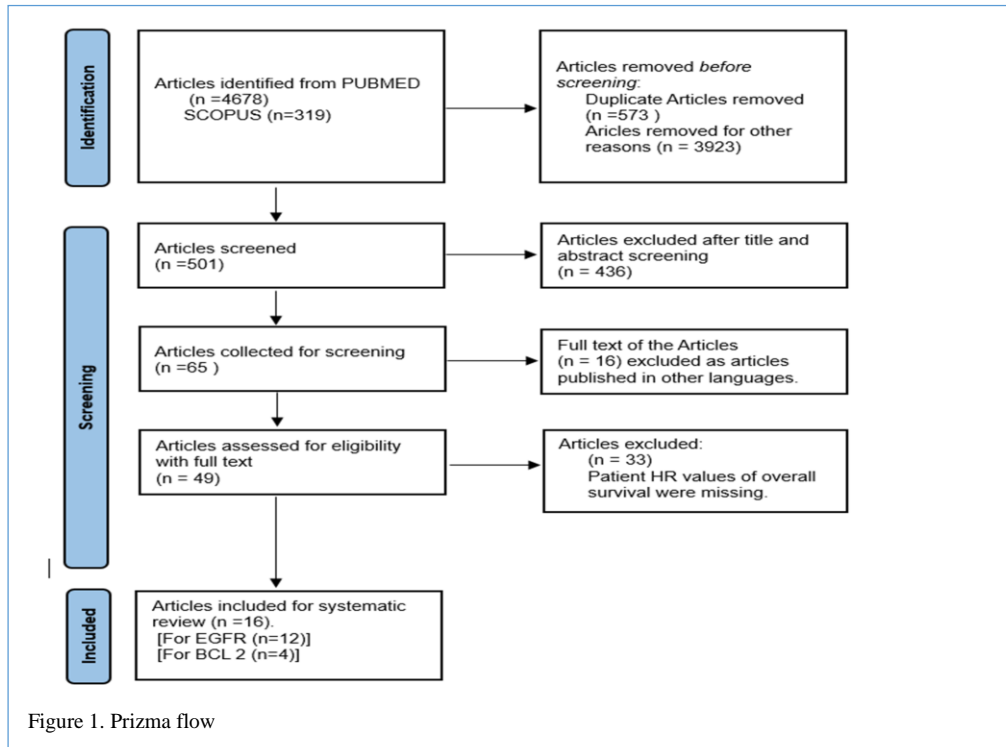 Identification
Articles identified from PUBMED
(n =4678)
SCOPUS (n=319)
Articles removed before
screening:
Duplicate Articles removed
(n =573 )
Aricles removed for other
reasons (n = 3923)
Screening
Articles screened
(n =501)
Articles excluded after title and
abstract screening
(n = 436)
Articles collected for screening
(n =65 )
Full text of the Articles
(n = 16) excluded as articles
published in other languages.
Articles assessed for eligibility
with full text
(n = 49)
Articles excluded:
(n = 33)
Patient HR values of overall
survival were missing.
Included
Articles included for systematic
review (n =16).
[For EGFR (n=12)]
[For BCL 2 (n=4)]
Figure 1. Prizma flow